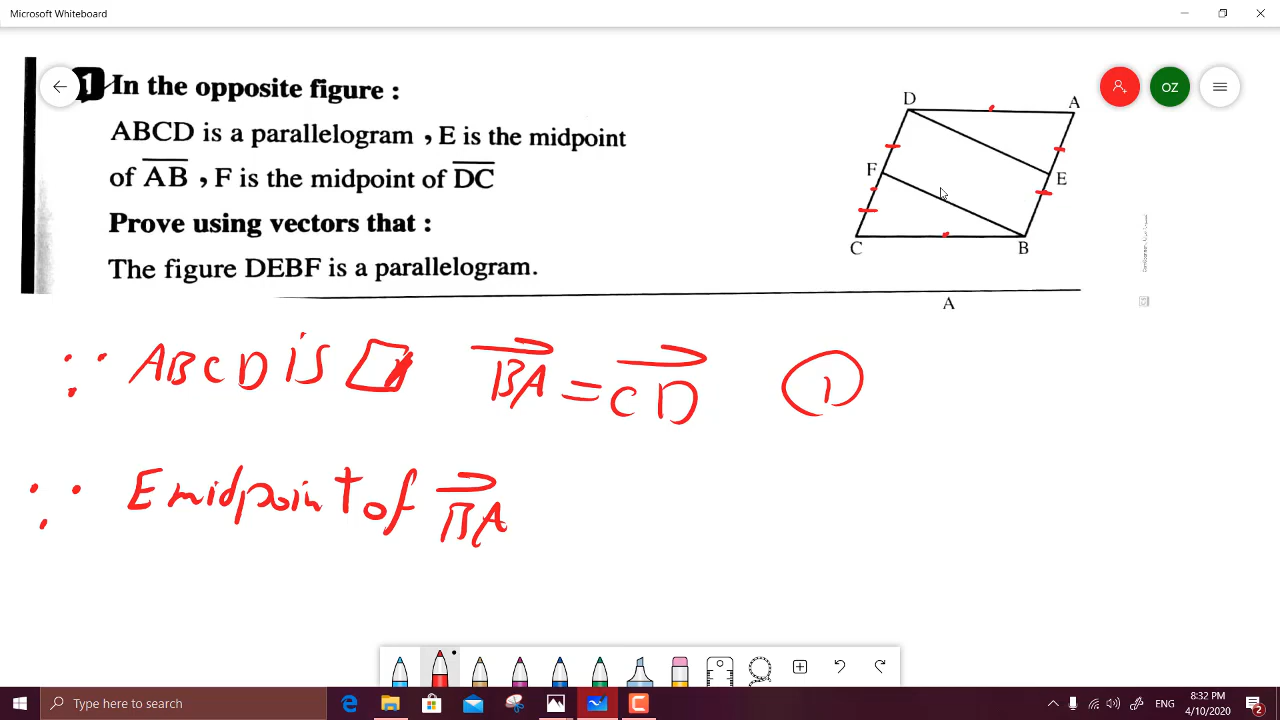 Microsoft Whiteboard
1 In the opposite figure :
ABCD is a parallelogram , E is the midpoint
of AB , F is the midpoint of DC
Prove using vectors that :
The figure DEBF is a parallelogram.
D
A
F
E
C
B
A
OZ
∵ ABCD is ▱ BA = CD ①
∵ E midpoint of BA
Type here to search
ENG
8:32 PM
4/10/2020
2